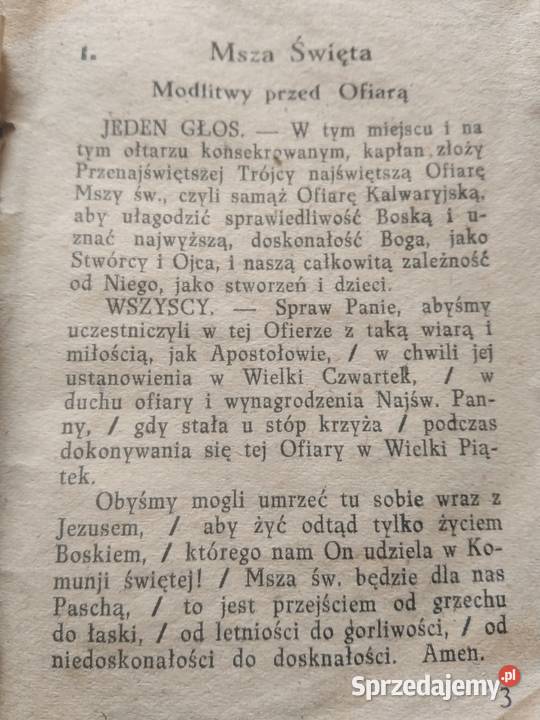 1. Msza Święta
Modlitwy przed Ofiarą
JEDEN GŁOS. — W tym miejscu i na
tym ołtarzu konsekrowanym, kapłan złoży
Przenajświętszej Trójcy najświętszą Ofiarę
Mszy św., czyli samąż Ofiarę Kalwaryjską,
aby ułagodzić sprawiedliwość Boską i u-
znać najwyższą, doskonałość Boga, jako
Stwórcy i Ojca, i naszą całkowitą zależność
od Niego, jako stworzeń i dzieci.
WSZYSCY. — Spraw Panie, abyśmy
uczestniczyli w tej Ofierze z taką wiarą i
miłością, jak Apostołowie, / w chwili jej
ustanowienia w Wielki Czwartek, / w
duchu ofiary i wynagrodzenia Najśw. Pan-
ny, / gdy stała u stóp krzyża / podczas
dokonywania się tej Ofiary w Wielki Pią-
tek.
Obyśmy mogli umrzeć tu sobie wraz z
Jezusem, / aby żyć odtąd tylko życiem
Boskiem, / którego nam On udziela w Ko-
munji świętej! / Msza św. będzie dla nas
Paschą, / to jest przejściem od grzechu
do łaski, / od letniości do gorliwości, / od
niedoskonałości do dosknałości. Amen.
3
Sprzedajemy.pl